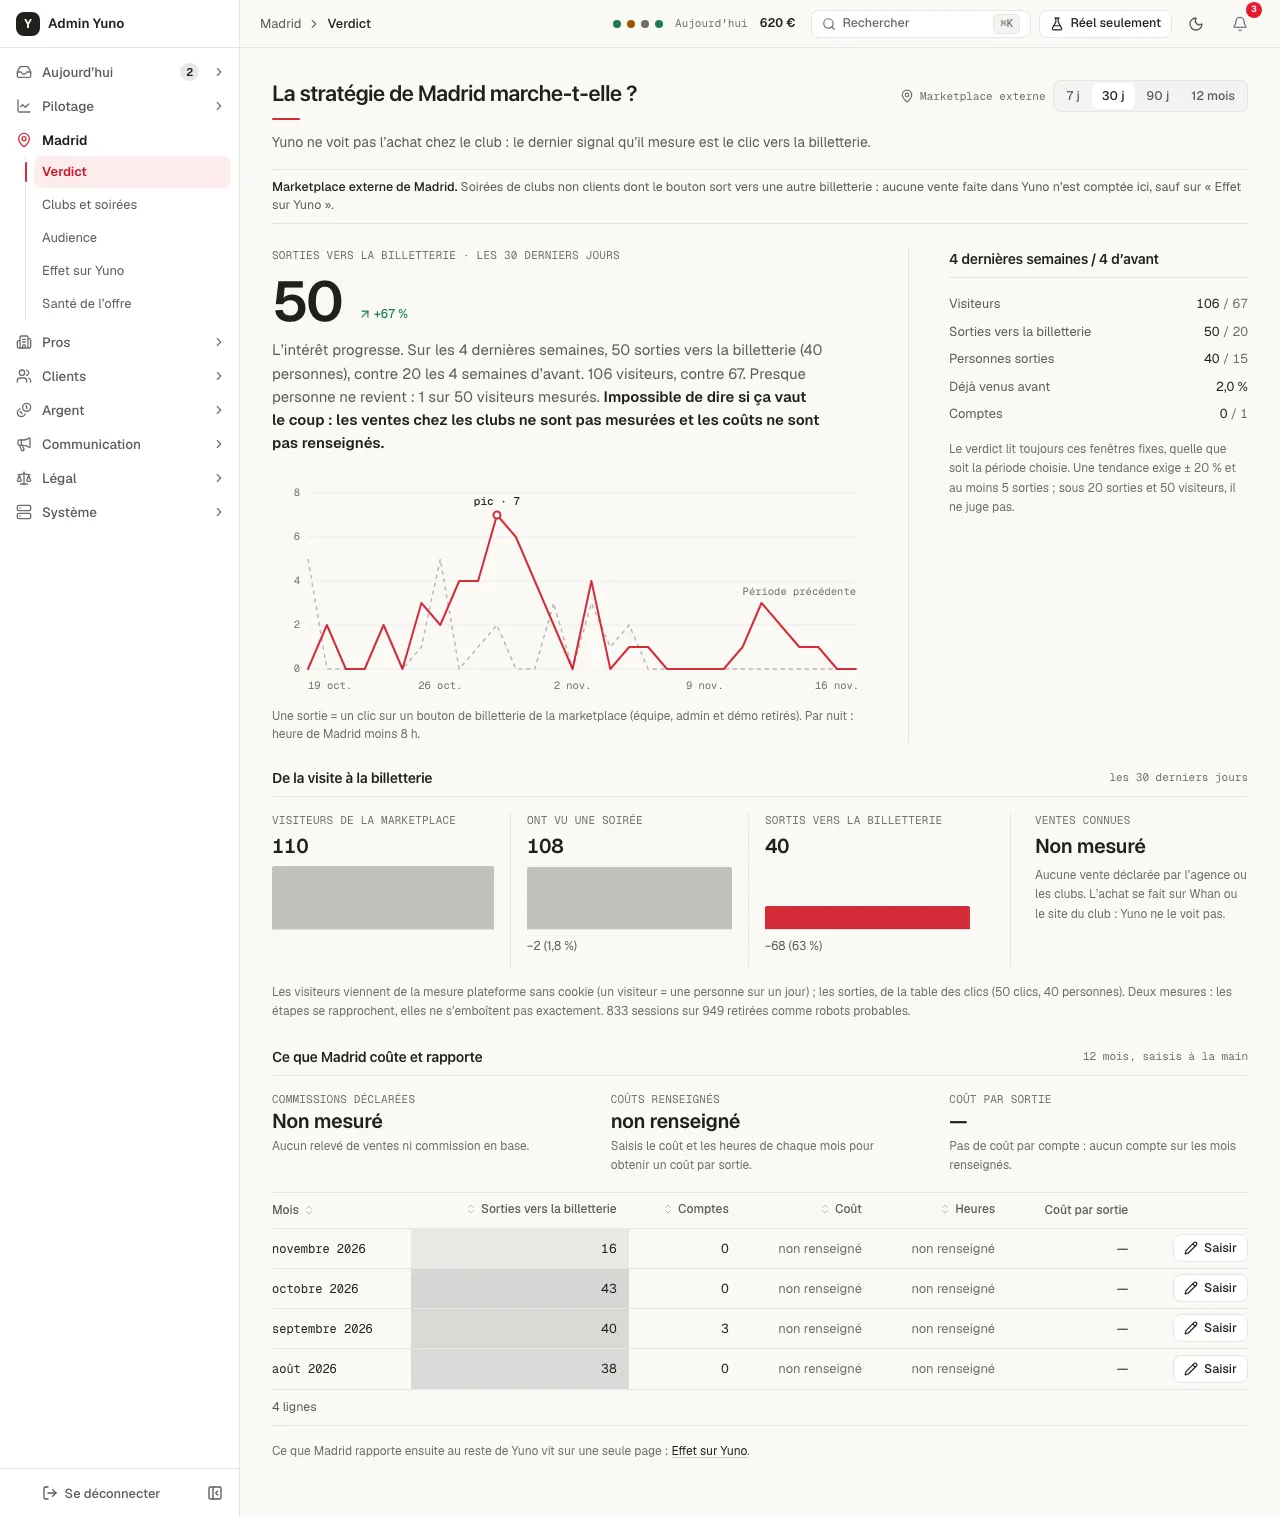 Y Admin Yuno
Madrid > Verdict
Aujourd'hui 620 €
Rechercher ⌘K
Réel seulement
3
Aujourd'hui 2
Pilotage
Madrid
Verdict
Clubs et soirées
Audience
Effet sur Yuno
Santé de l'offre
Pros
Clients
Argent
Communication
Légal
Système
Se déconnecter
La stratégie de Madrid marche-t-elle ?
Marketplace externe 7 j 30 j 90 j 12 mois
Yuno ne voit pas l'achat chez le club : le dernier signal qu'il mesure est le clic vers la billetterie.
Marketplace externe de Madrid. Soirées de clubs non clients dont le bouton sort vers une autre billetterie : aucune vente faite dans Yuno n'est comptée ici, sauf sur « Effet
sur Yuno ».
SORTIES VERS LA BILLETTERIE · LES 30 DERNIERS JOURS
50 +67 %
L'intérêt progresse. Sur les 4 dernières semaines, 50 sorties vers la billetterie (40
personnes), contre 20 les 4 semaines d'avant. 106 visiteurs, contre 67. Presque
personne ne revient : 1 sur 50 visiteurs mesurés. Impossible de dire si ça vaut
le coup : les ventes chez les clubs ne sont pas mesurées et les coûts ne sont
pas renseignés.
8
6
4
2
0
pic · 7
Période précédente
19 oct. 26 oct. 2 nov. 9 nov. 16 nov.
Une sortie = un clic sur un bouton de billetterie de la marketplace (équipe, admin et démo retirés). Par nuit :
heure de Madrid moins 8 h.
4 dernières semaines / 4 d'avant
Visiteurs 106 / 67
Sorties vers la billetterie 50 / 20
Personnes sorties 40 / 15
Déjà venus avant 2,0 %
Comptes 0 / 1
Le verdict lit toujours ces fenêtres fixes, quelle que
soit la période choisie. Une tendance exige ± 20 % et
au moins 5 sorties ; sous 20 sorties et 50 visiteurs, il
ne juge pas.
De la visite à la billetterie les 30 derniers jours
VISITEURS DE LA MARKETPLACE
110
ONT VU UNE SOIRÉE
108
−2 (1,8 %)
SORTIS VERS LA BILLETTERIE
40
−68 (63 %)
VENTES CONNUES
Non mesuré
Aucune vente déclarée par l'agence ou
les clubs. L'achat se fait sur Whan ou
le site du club : Yuno ne le voit pas.
Les visiteurs viennent de la mesure plateforme sans cookie (un visiteur = une personne sur un jour) ; les sorties, de la table des clics (50 clics, 40 personnes). Deux mesures : les
étapes se rapprochent, elles ne s'emboîtent pas exactement. 833 sessions sur 949 retirées comme robots probables.
Ce que Madrid coûte et rapporte 12 mois, saisis à la main
COMMISSIONS DÉCLARÉES
Non mesuré
Aucun relevé de ventes ni commission en base.
COÛTS RENSEIGNÉS
non renseigné
Saisis le coût et les heures de chaque mois pour
obtenir un coût par sortie.
COÛT PAR SORTIE
—
Pas de coût par compte : aucun compte sur les mois
renseignés.
Mois Sorties vers la billetterie Comptes Coût Heures Coût par sortie
novembre 2026 16 0 non renseigné non renseigné — Saisir
octobre 2026 43 0 non renseigné non renseigné — Saisir
septembre 2026 40 3 non renseigné non renseigné — Saisir
août 2026 38 0 non renseigné non renseigné — Saisir
4 lignes
Ce que Madrid rapporte ensuite au reste de Yuno vit sur une seule page : Effet sur Yuno.